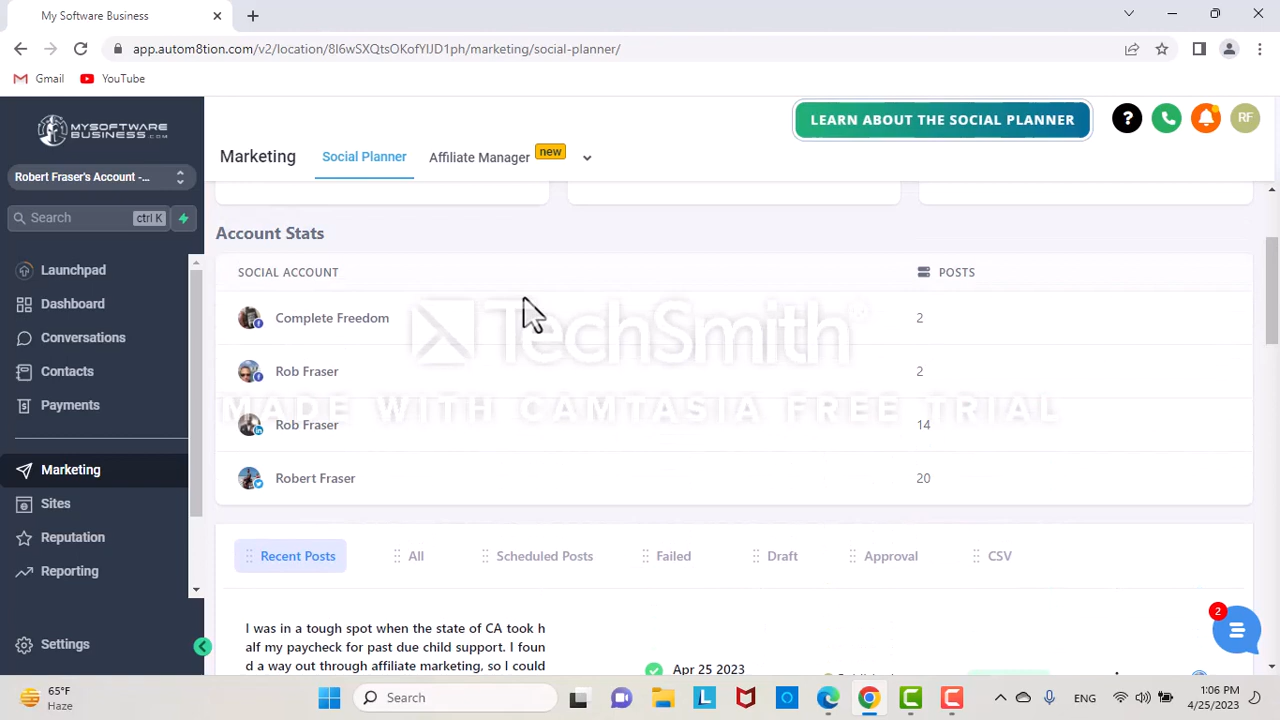 My Software Business
app.autom8tion.com/v2/location/8I6wSXQtsOKofYlJD1ph/marketing/social-planner/
Gmail YouTube
MYSOFTWARE
BUSINESS.COM
LEARN ABOUT THE SOCIAL PLANNER
? RF
Marketing Social Planner Affiliate Manager new
Robert Fraser's Account -...
Search ctrl K
Launchpad
Dashboard
Conversations
Contacts
Payments
Marketing
Sites
Reputation
Reporting
Settings
Account Stats
SOCIAL ACCOUNT POSTS
Complete Freedom 2
Rob Fraser 2
Rob Fraser 14
Robert Fraser 20
TechSmith
MADE WITH CAMTASIA FREE TRIAL
Recent Posts All Scheduled Posts Failed Draft Approval CSV
I was in a tough spot when the state of CA took h
alf my paycheck for past due child support. I foun
d a way out through affiliate marketing, so I could
Apr 25 2023
2
65°F
Haze
Search
ENG
1:06 PM
4/25/2023